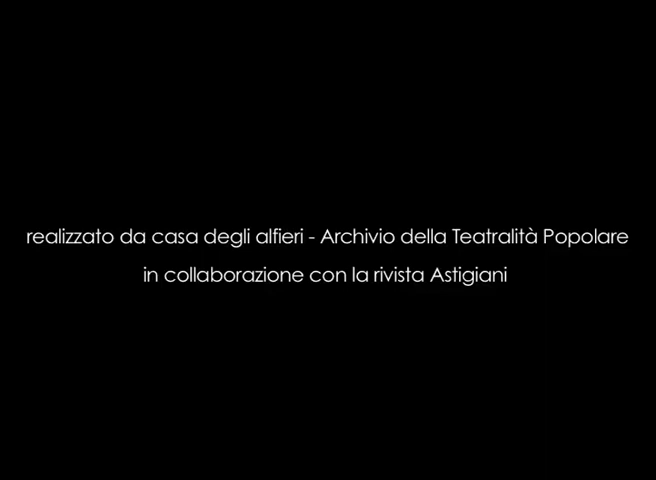 realizzato da casa degli alfieri - Archivio della Teatralità Popolare
in collaborazione con la rivista Astigiani